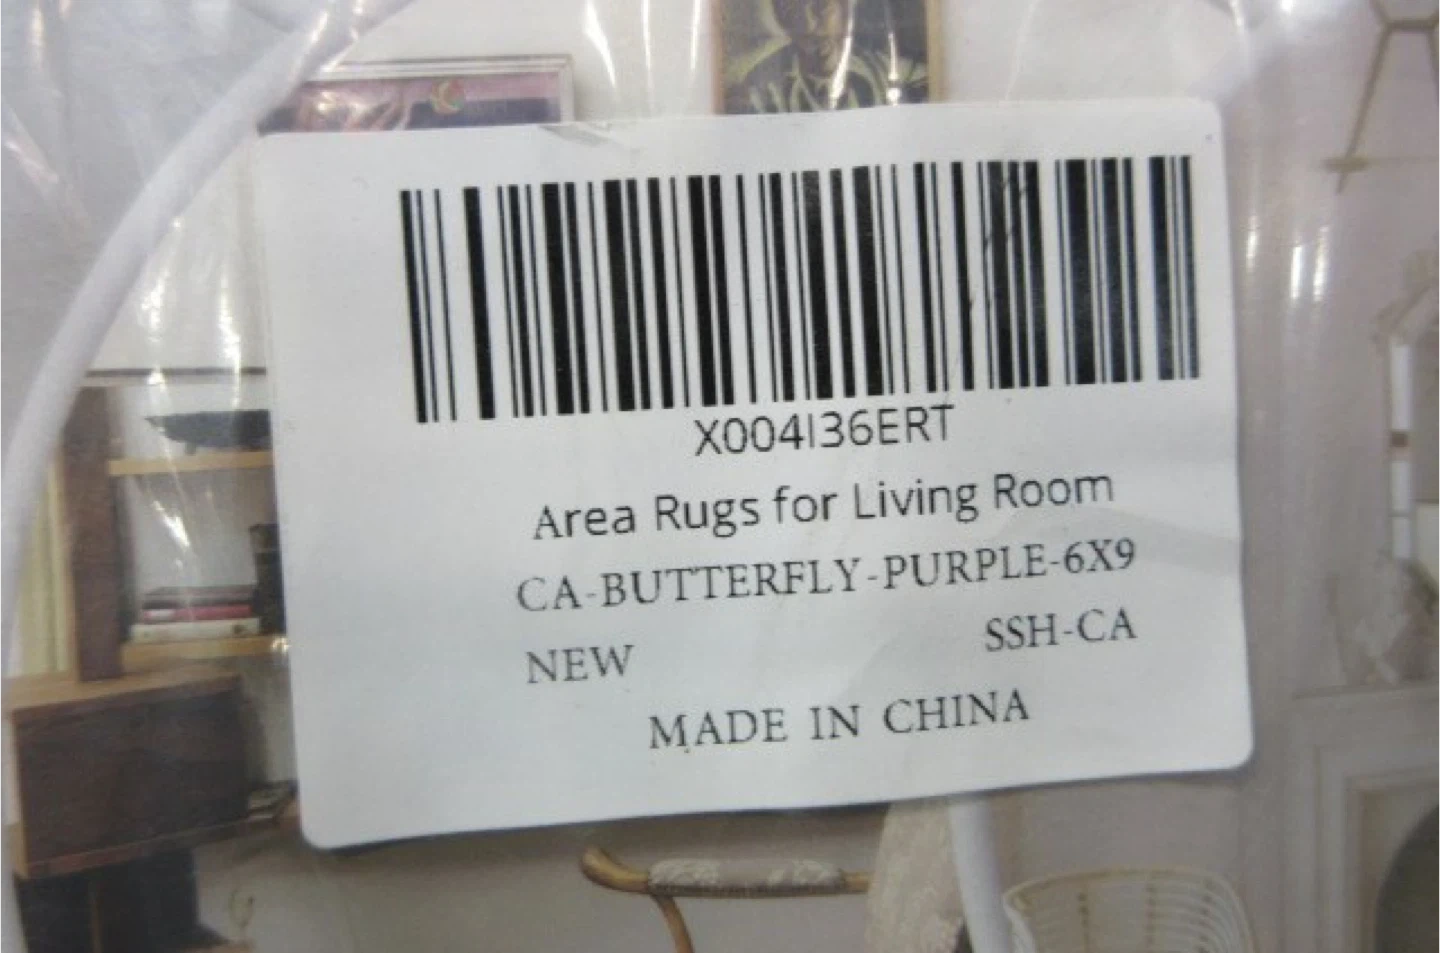 X004I36ERT
Area Rugs for Living Room
CA-BUTTERFLY-PURPLE-6X9
NEW SSH-CA
MADE IN CHINA